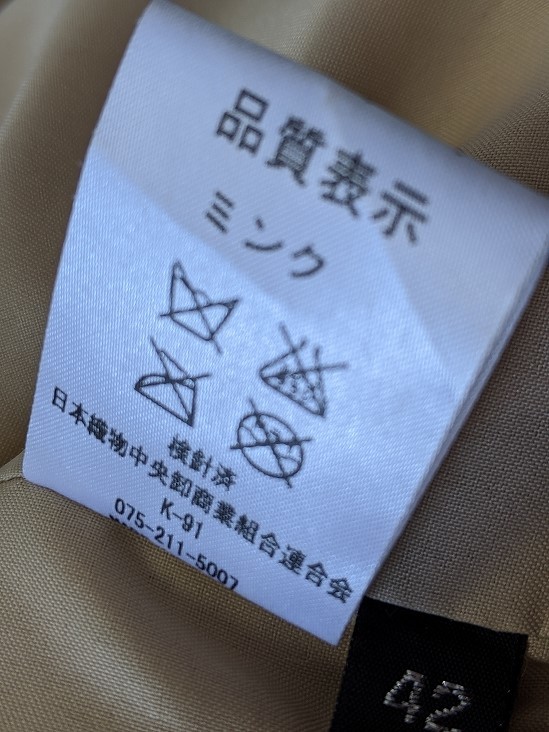 品質表示
ミンク
検針済
日本織物中央卸商業組合連合会
K-91
075-211-5007
42